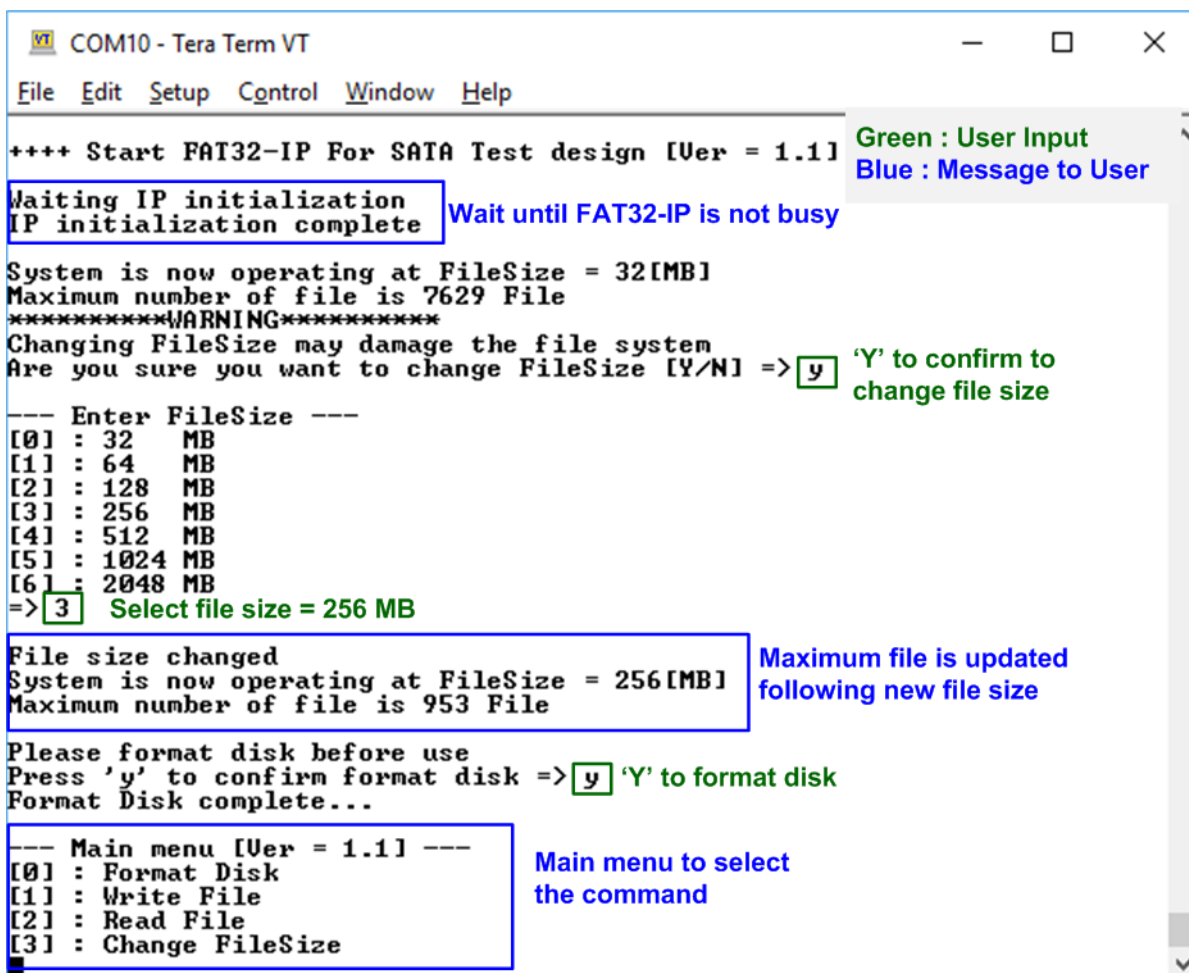 COM10 - Tera Term VT
File Edit Setup Control Window Help
++++ Start FAT32-IP For SATA Test design [Ver = 1.1]
Green : User Input
Blue : Message to User
Waiting IP initialization
IP initialization complete
Wait until FAT32-IP is not busy
System is now operating at FileSize = 32[MB]
Maximum number of file is 7629 File
**********WARNING**********
Changing FileSize may damage the file system
Are you sure you want to change FileSize [Y/N] => y
‘Y’ to confirm to
change file size
--- Enter FileSize ---
[0] : 32 MB
[1] : 64 MB
[2] : 128 MB
[3] : 256 MB
[4] : 512 MB
[5] : 1024 MB
[6] : 2048 MB
=> 3 Select file size = 256 MB
File size changed
System is now operating at FileSize = 256[MB]
Maximum number of file is 953 File
Maximum file is updated
following new file size
Please format disk before use
Press 'y' to confirm format disk => y ‘Y’ to format disk
Format Disk complete...
--- Main menu [Ver = 1.1] ---
[0] : Format Disk
[1] : Write File
[2] : Read File
[3] : Change FileSize
Main menu to select
the command